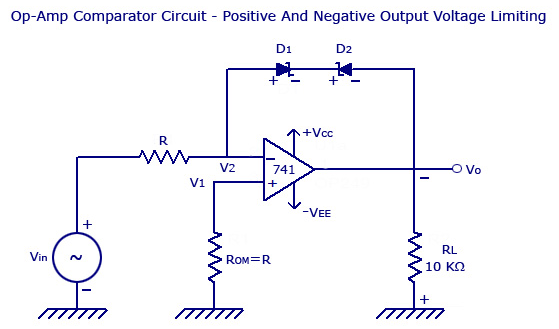 Op-Amp Comparator Circuit - Positive And Negative Output Voltage Limiting
D1 D2
+ - + -
+Vcc
R
V2
-
741
Vo
V1
+
-
-VEE
+
Vin
~
ROM=R
RL
10 KΩ
-
+